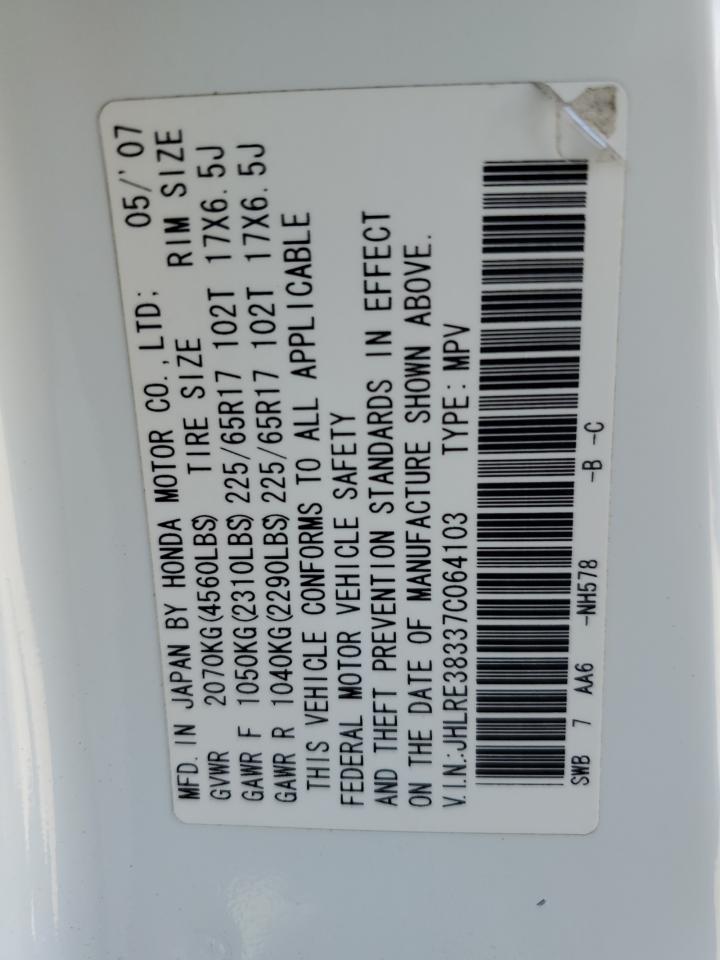 MFD. IN JAPAN BY HONDA MOTOR CO., LTD; 05/'07
GVWR 2070KG(4560LBS) TIRE SIZE RIM SIZE
GAWR F 1050KG(2310LBS) 225/65R17 102T 17X6.5J
GAWR R 1040KG(2290LBS) 225/65R17 102T 17X6.5J
THIS VEHICLE CONFORMS TO ALL APPLICABLE
FEDERAL MOTOR VEHICLE SAFETY
AND THEFT PREVENTION STANDARDS IN EFFECT
ON THE DATE OF MANUFACTURE SHOWN ABOVE.
V.I.N.:JHLRE38337C064103 TYPE: MPV
SWB 7 AA6 -NH578 -B -C